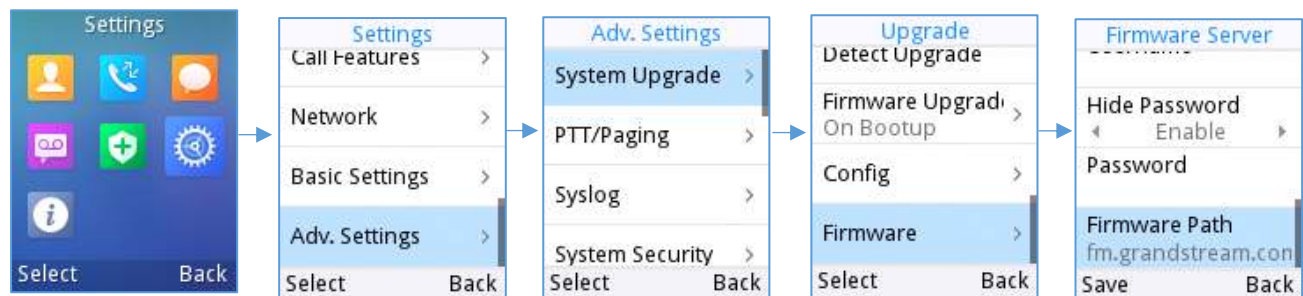 Settings
Select Back
Settings
Call Features
Network
Basic Settings
Adv. Settings
Select Back
Adv. Settings
System Upgrade
PTT/Paging
Syslog
System Security
Select Back
Upgrade
Detect Upgrade
Firmware Upgrad
On Bootup
Config
Firmware
Select Back
Firmware Server
Hide Password
Enable
Password
Firmware Path
fm.grandstream.con
Save Back